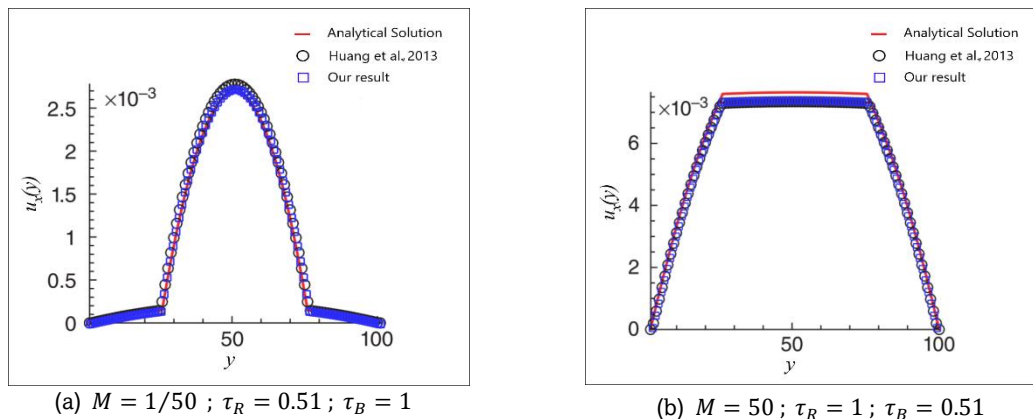 Analytical Solution
Huang et al., 2013
Our result
×10⁻³
2.5
2
1.5
1
0.5
0
u_x(y)
50
100
y
(a) M = 1/50 ; τ_R = 0.51 ; τ_B = 1
Analytical Solution
Huang et al., 2013
Our result
×10⁻³
6
4
2
0
u_x(y)
50
100
y
(b) M = 50 ; τ_R = 1 ; τ_B = 0.51